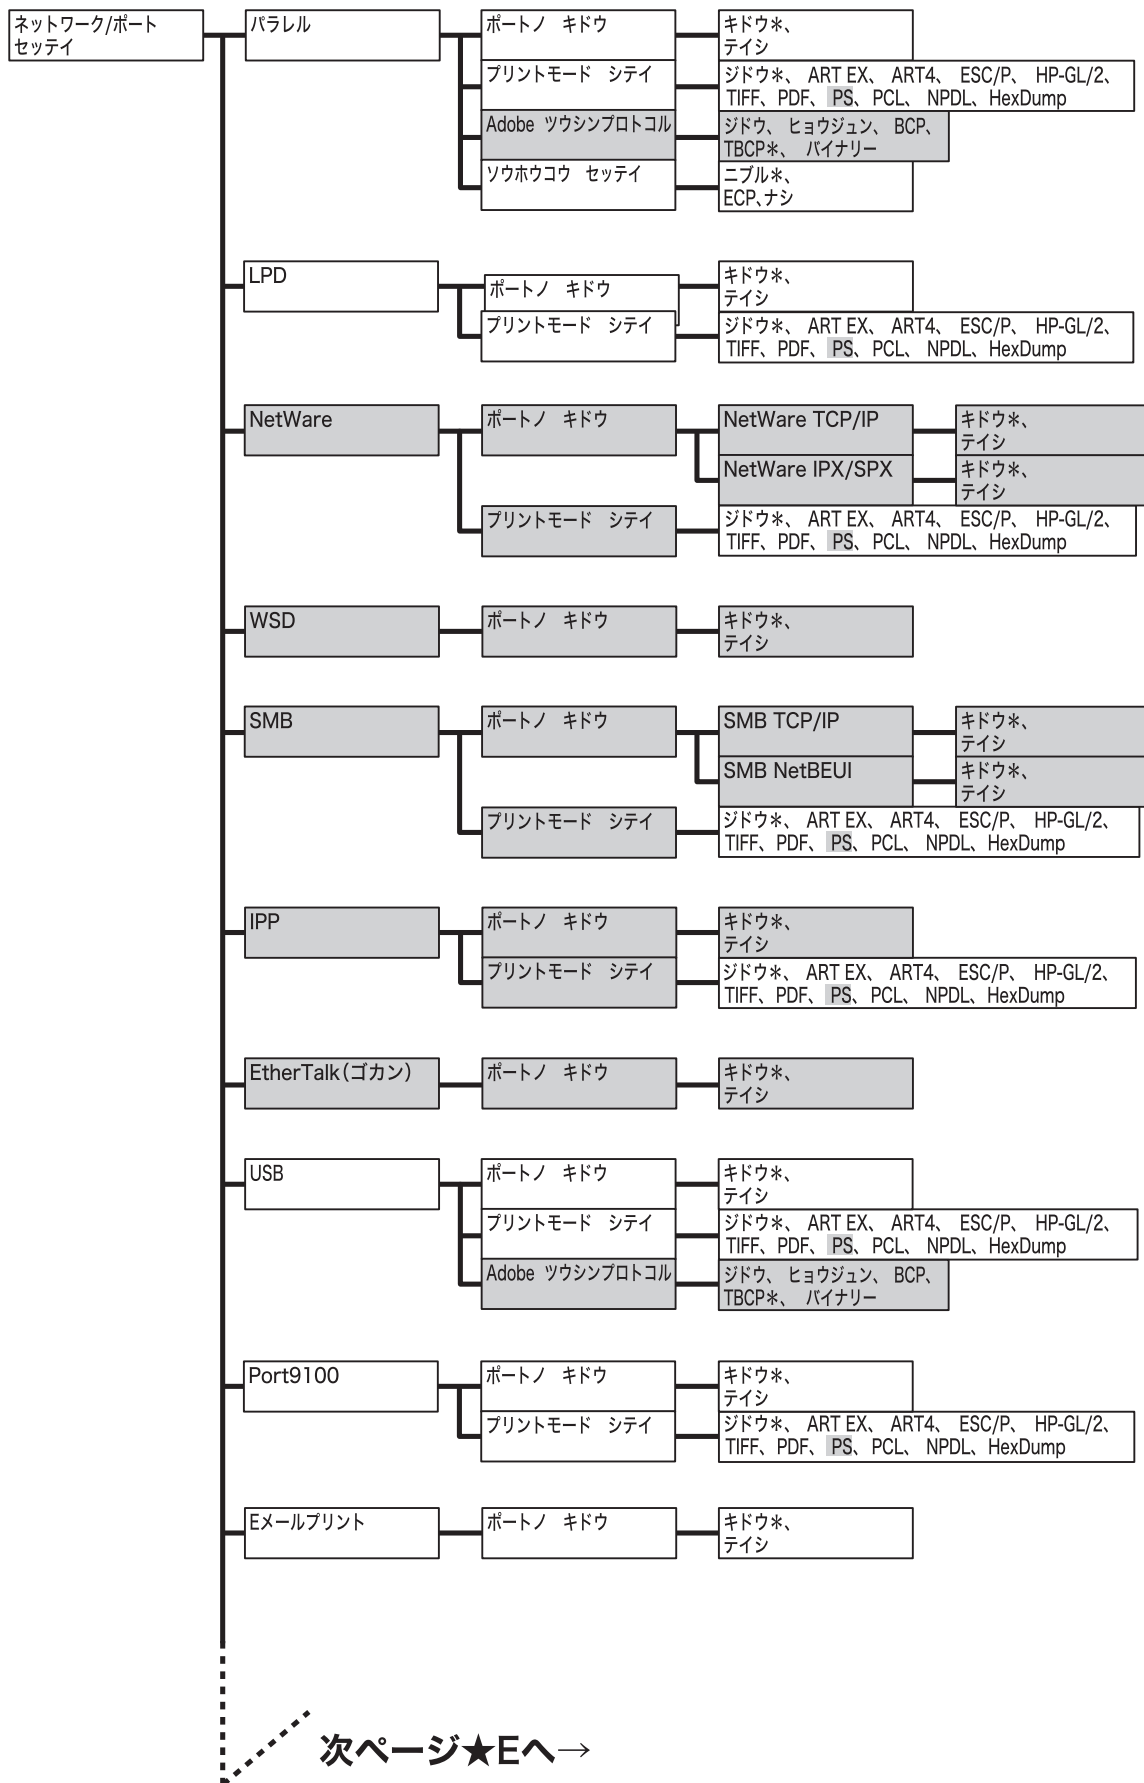 ネットワーク/ポート
セッテイ
パラレル
ポートノ キドウ
キドウ＊、
テイシ
プリントモード シテイ
ジドウ＊、 ART EX、 ART4、 ESC/P、 HP-GL/2、
TIFF、PDF、 PS、PCL、 NPDL、HexDump
Adobe ツウシンプロトコル
ジドウ、 ヒョウジュン、 BCP、
TBCP＊、 バイナリー
ソウホウコウ セッテイ
ニブル＊、
ECP、ナシ
LPD
ポートノ キドウ
キドウ＊、
テイシ
プリントモード シテイ
ジドウ＊、 ART EX、 ART4、 ESC/P、 HP-GL/2、
TIFF、PDF、 PS、PCL、 NPDL、HexDump
NetWare
ポートノ キドウ
NetWare TCP/IP
キドウ＊、
テイシ
NetWare IPX/SPX
キドウ＊、
テイシ
プリントモード シテイ
ジドウ＊、 ART EX、 ART4、 ESC/P、 HP-GL/2、
TIFF、PDF、 PS、PCL、 NPDL、HexDump
WSD
ポートノ キドウ
キドウ＊、
テイシ
SMB
ポートノ キドウ
SMB TCP/IP
キドウ＊、
テイシ
SMB NetBEUI
キドウ＊、
テイシ
プリントモード シテイ
ジドウ＊、 ART EX、 ART4、 ESC/P、 HP-GL/2、
TIFF、PDF、 PS、PCL、 NPDL、HexDump
IPP
ポートノ キドウ
キドウ＊、
テイシ
プリントモード シテイ
ジドウ＊、 ART EX、 ART4、 ESC/P、 HP-GL/2、
TIFF、PDF、 PS、PCL、 NPDL、HexDump
EtherTalk（ゴカン）
ポートノ キドウ
キドウ＊、
テイシ
USB
ポートノ キドウ
キドウ＊、
テイシ
プリントモード シテイ
ジドウ＊、 ART EX、 ART4、 ESC/P、 HP-GL/2、
TIFF、PDF、 PS、PCL、 NPDL、HexDump
Adobe ツウシンプロトコル
ジドウ、 ヒョウジュン、 BCP、
TBCP＊、 バイナリー
Port9100
ポートノ キドウ
キドウ＊、
テイシ
プリントモード シテイ
ジドウ＊、 ART EX、 ART4、 ESC/P、 HP-GL/2、
TIFF、PDF、 PS、PCL、 NPDL、HexDump
Eメールプリント
ポートノ キドウ
キドウ＊、
テイシ
次ページ★Eへ→